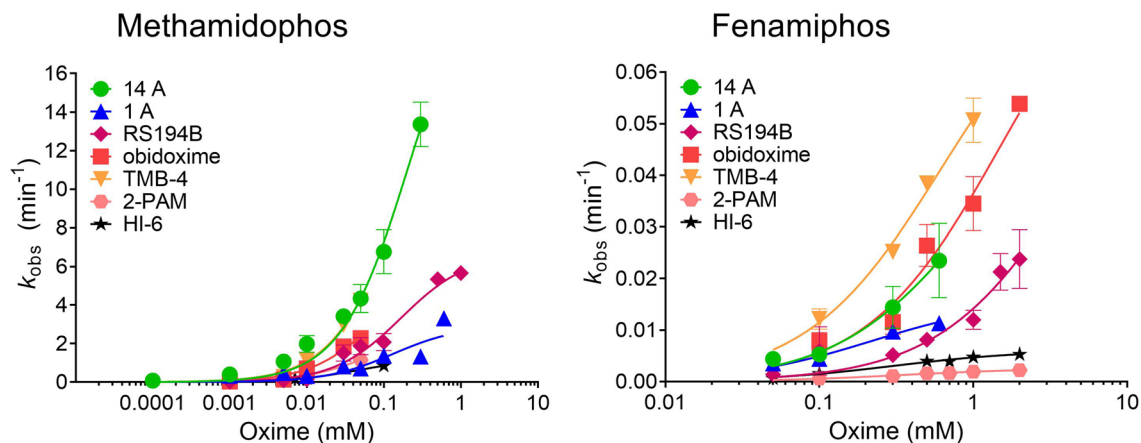 Methamidophos
16
14
12
10
8
6
4
2
0
k obs (min-1)
14 A
1 A
RS194B
obidoxime
TMB-4
2-PAM
HI-6
0.0001
0.001
0.01
0.1
1
10
Oxime (mM)
Fenamiphos
0.06
0.05
0.04
0.03
0.02
0.01
0.00
k obs (min-1)
14 A
1 A
RS194B
obidoxime
TMB-4
2-PAM
HI-6
0.01
0.1
1
10
Oxime (mM)